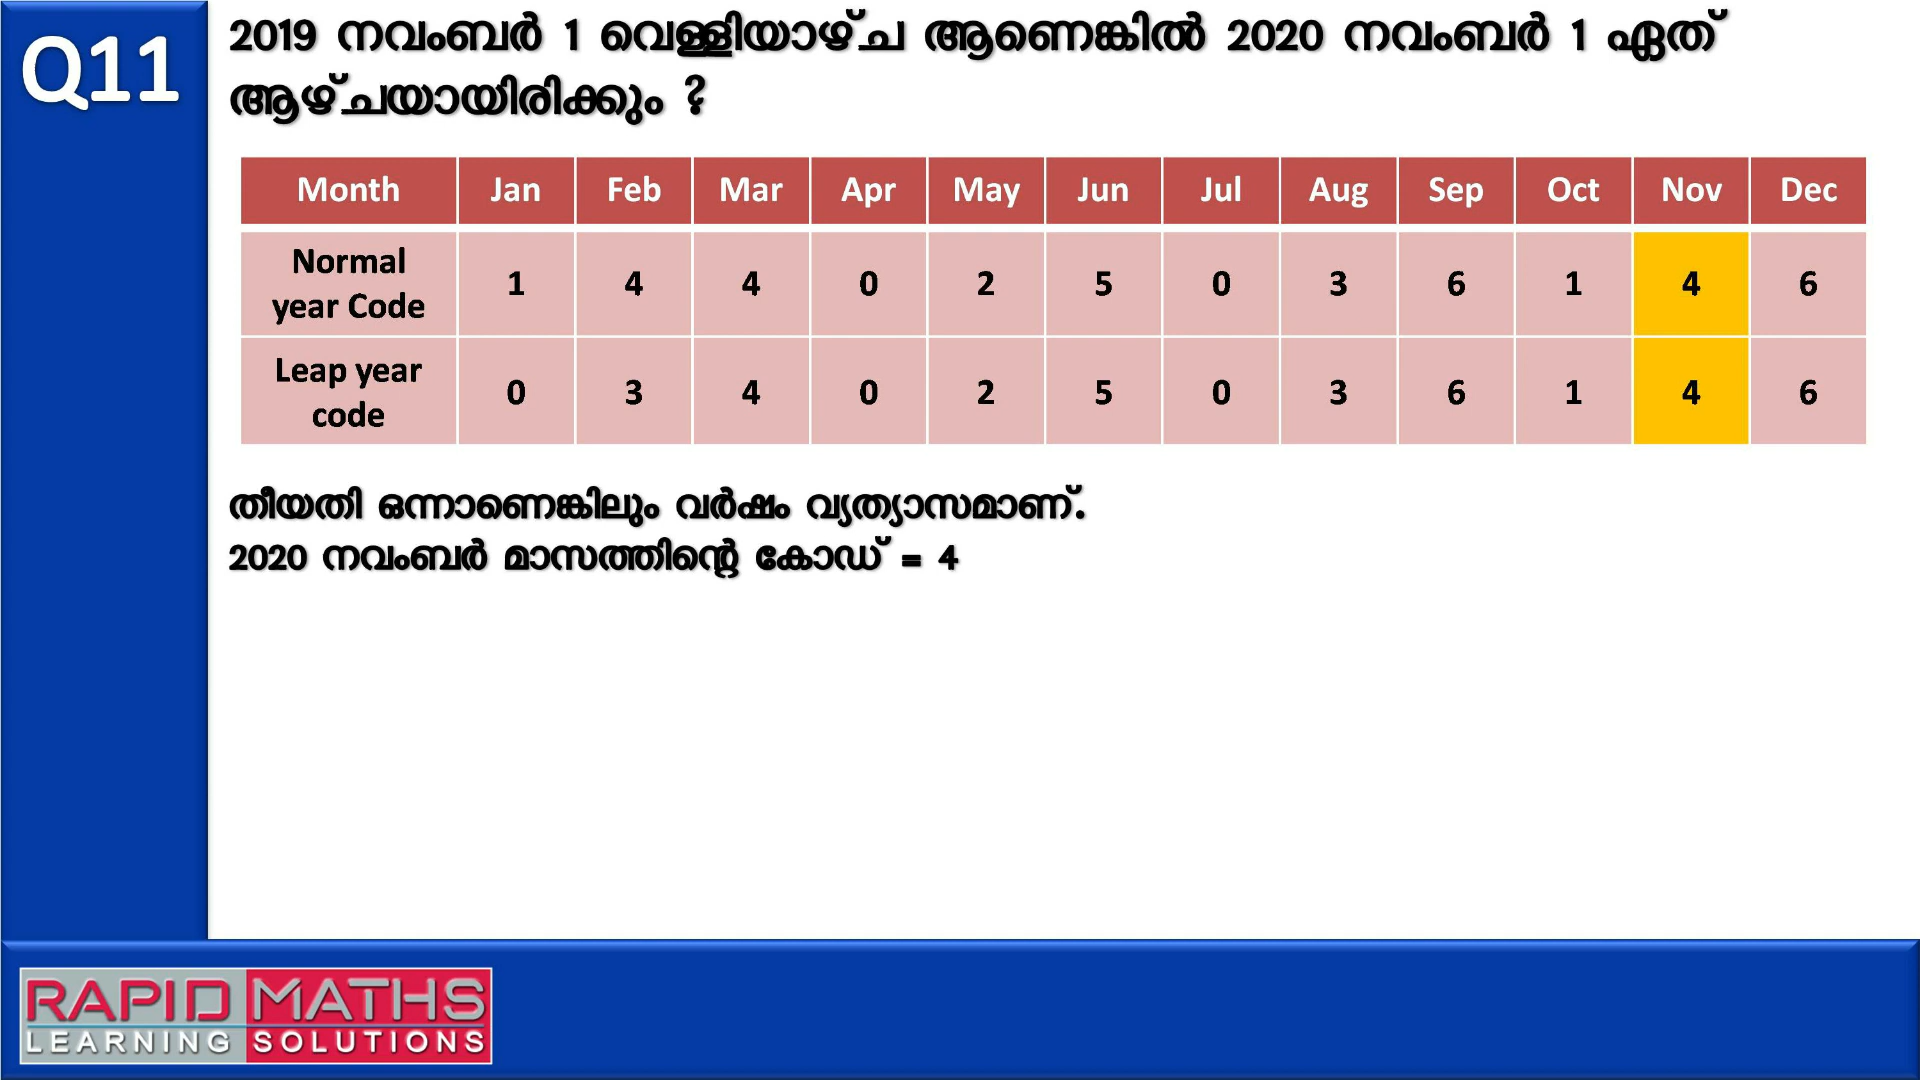 Q11
2019 നവംബർ 1 വെള്ളിയാഴ്ച ആണെങ്കിൽ 2020 നവംബർ 1 ഏത്
ആഴ്ചയായിരിക്കും ?
Month Jan Feb Mar Apr May Jun Jul Aug Sep Oct Nov Dec
Normal
year Code 1 4 4 0 2 5 0 3 6 1 4 6
Leap year
code 0 3 4 0 2 5 0 3 6 1 4 6
തീയതി ഒന്നാണെങ്കിലും വർഷം വ്യത്യാസമാണ്.
2020 നവംബർ മാസത്തിന്റെ കോഡ് = 4
RAPID MATHS
LEARNING SOLUTIONS